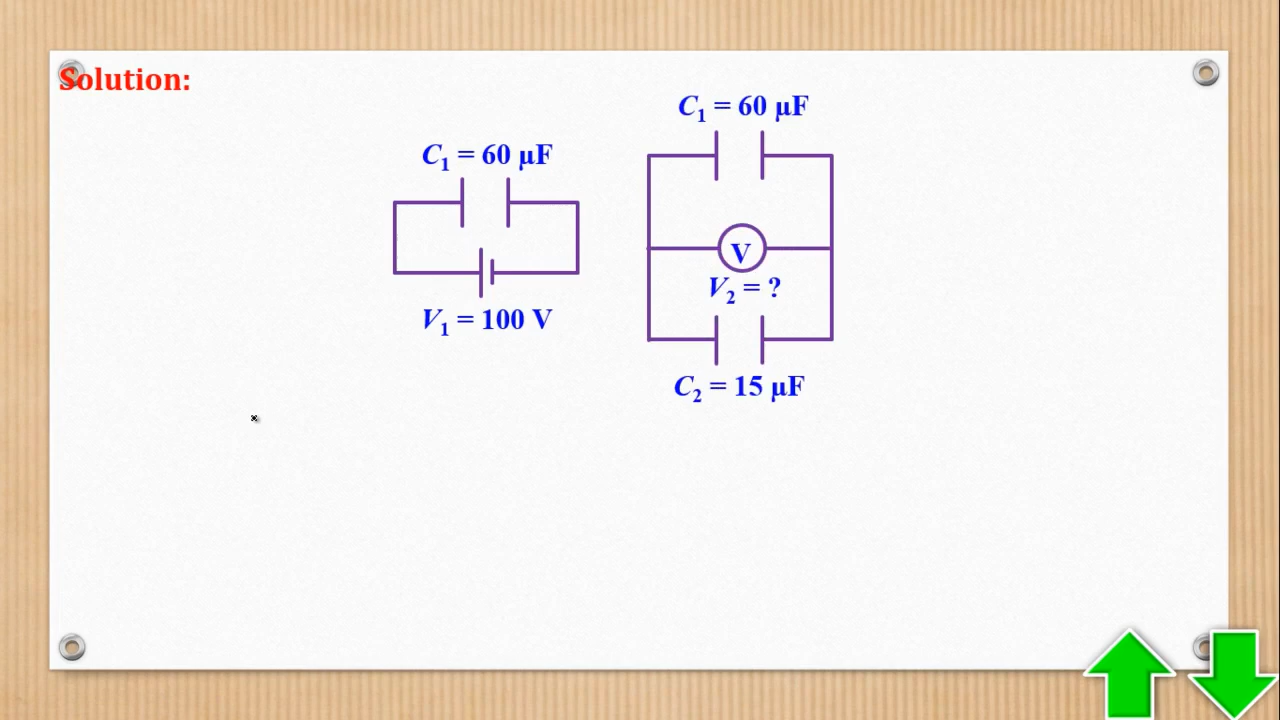 Solution:
C₁ = 60 μF
V₁ = 100 V
C₁ = 60 μF
V
V₂ = ?
C₂ = 15 μF